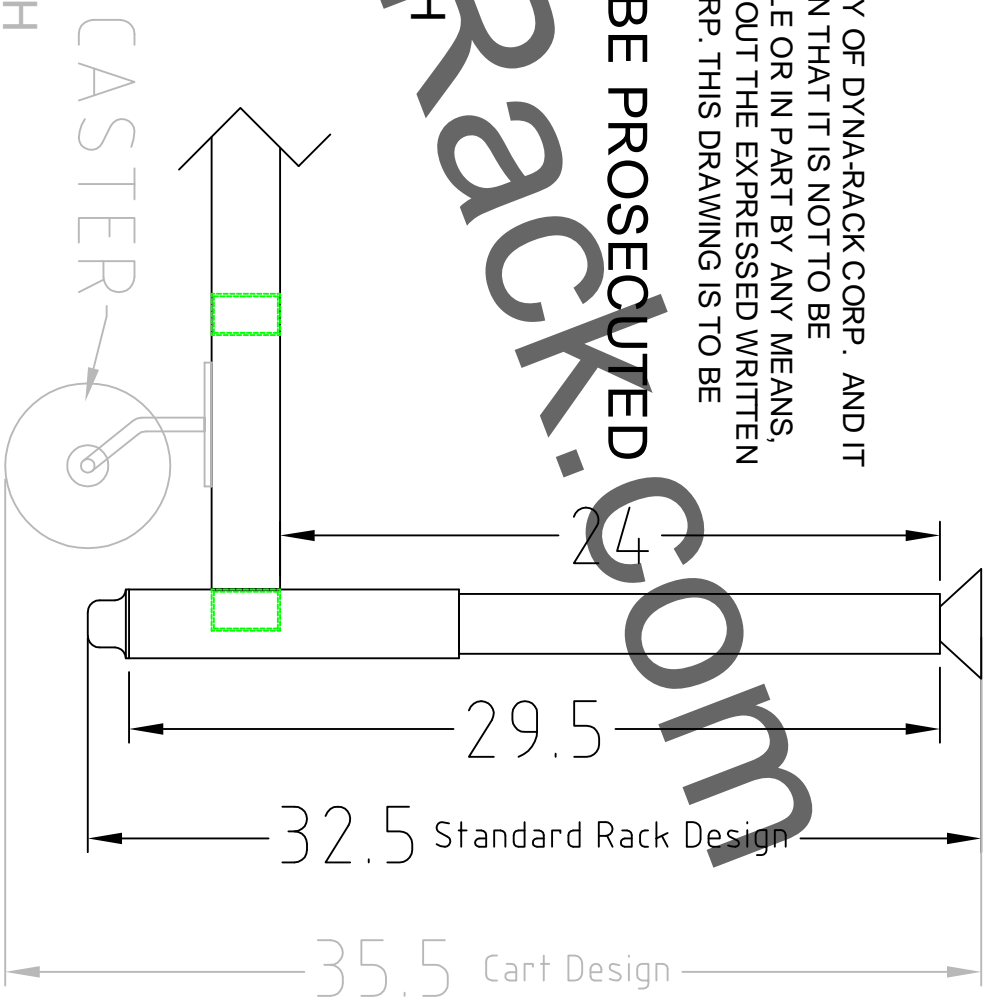 Y OF DYNA-RACK CORP. AND IT
N THAT IT IS NOT TO BE
LE OR IN PART BY ANY MEANS,
OUT THE EXPRESSED WRITTEN
RP. THIS DRAWING IS TO BE
BE PROSECUTED
H
Rack.com
CASTER
H
24
29.5
32.5 Standard Rack Design
35.5 Cart Design